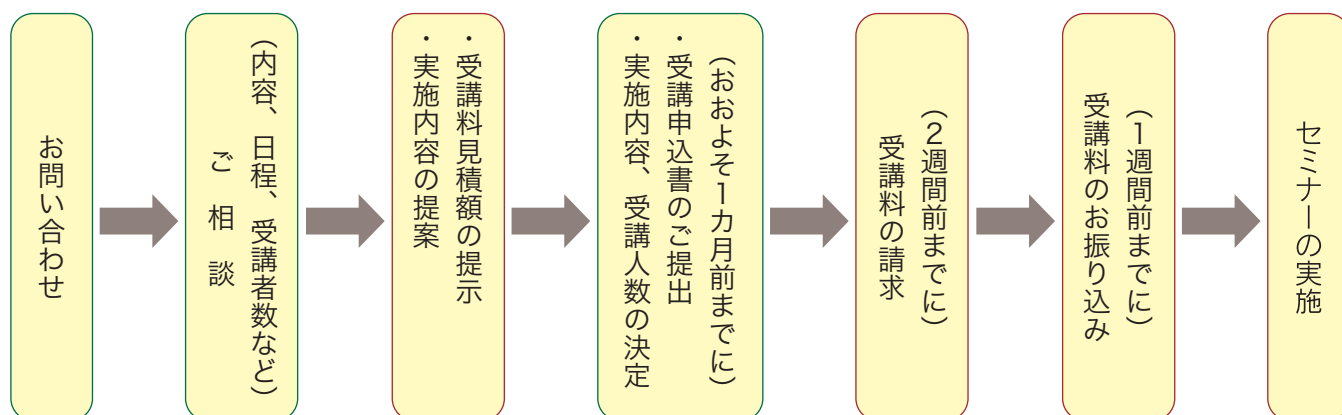 お問い合わせ
(内容、日程、受講者数など)
ご相談
・受講料見積額の提示
・実施内容の提案
(おおよそ1カ月前までに)
・受講申込書のご提出
・実施内容、受講人数の決定
(2週間前までに)
受講料の請求
(1週間前までに)
受講料のお振り込み
セミナーの実施